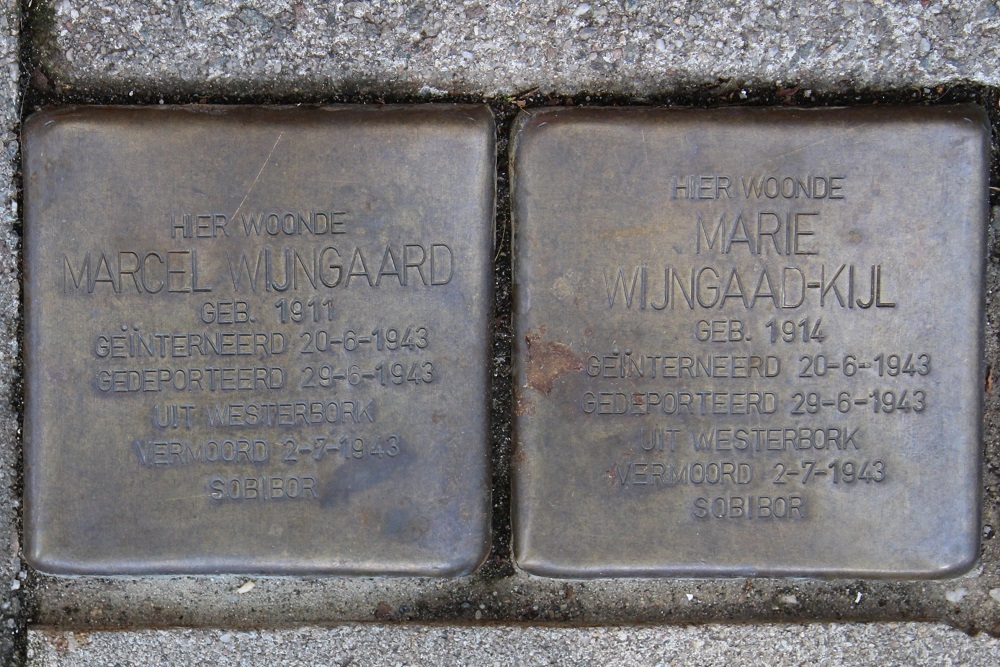 HIER WOONDE
MARCEL WIJNGAARD
GEB. 1911
GEÏNTERNEERD 20-6-1943
GEDEPORTEERD 29-6-1943
UIT WESTERBORK
VERMOORD 2-7-1943
SOBIBOR
HIER WOONDE
MARIE
WIJNGAAD-KIJL
GEB. 1914
GEÏNTERNEERD 20-6-1943
GEDEPORTEERD 29-6-1943
UIT WESTERBORK
VERMOORD 2-7-1943
SOBIBOR